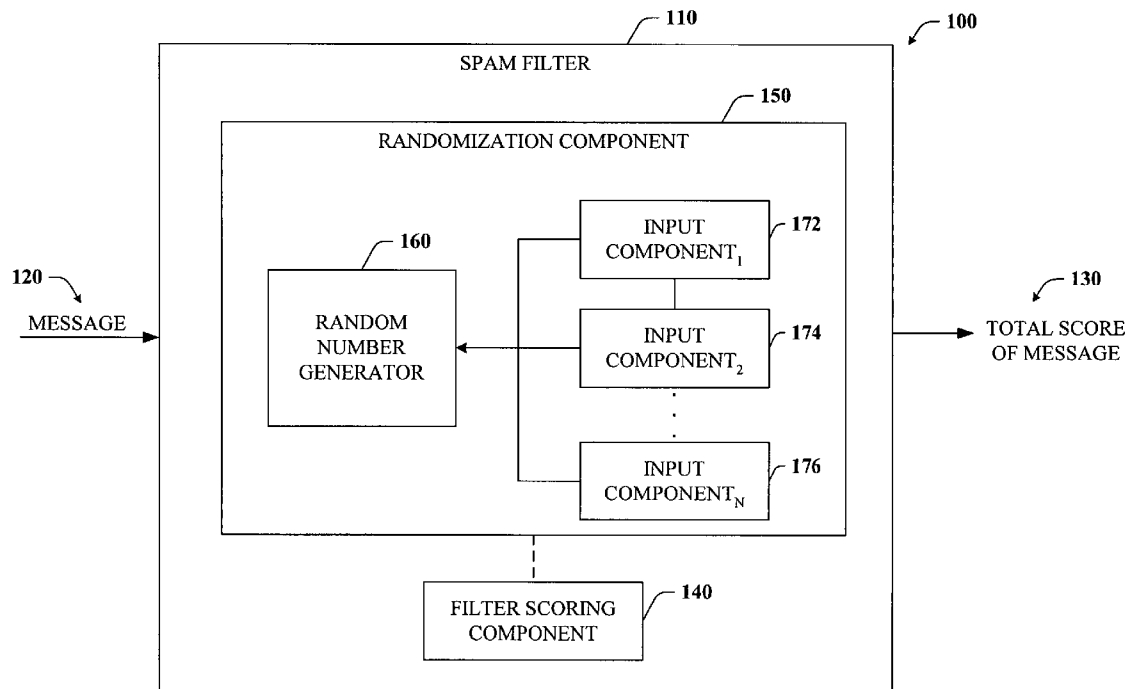 110
100
SPAM FILTER
150
RANDOMIZATION COMPONENT
172
INPUT
COMPONENT1
160
120
MESSAGE
RANDOM
NUMBER
GENERATOR
174
INPUT
COMPONENT2
130
TOTAL SCORE
OF MESSAGE
176
INPUT
COMPONENTN
140
FILTER SCORING
COMPONENT